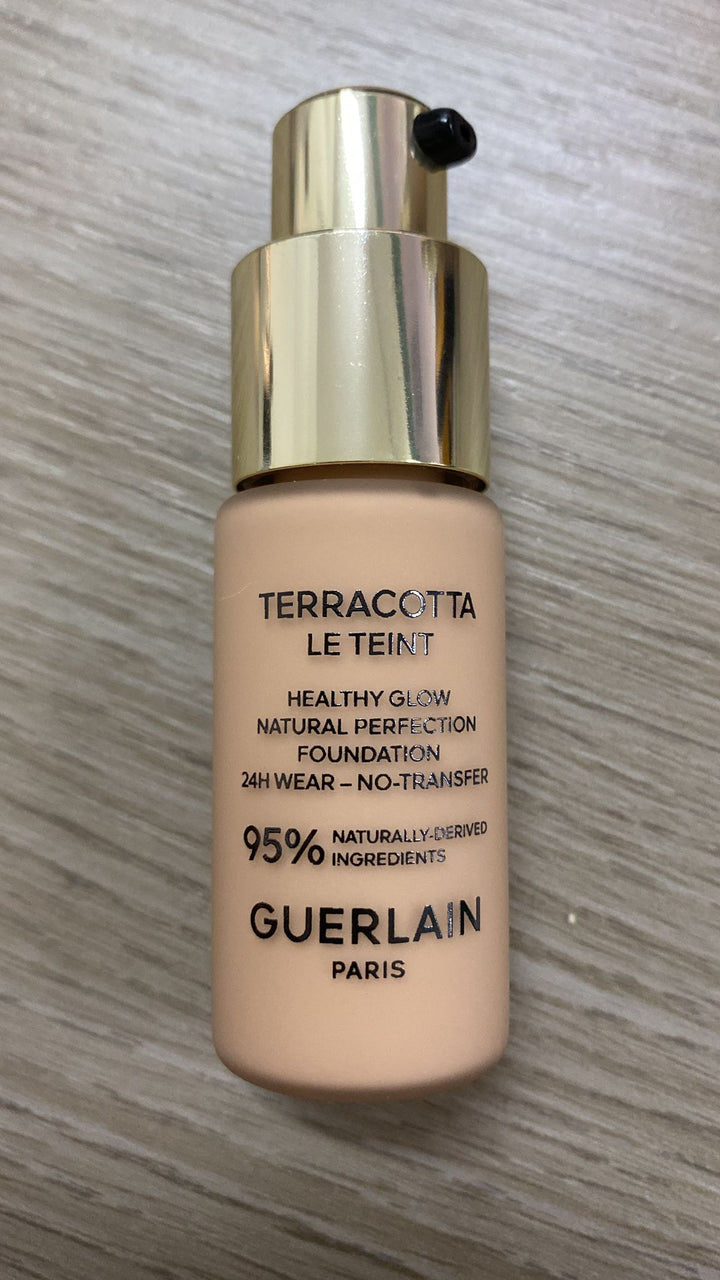 TERRACOTTA
LE TEINT
HEALTHY GLOW
NATURAL PERFECTION
FOUNDATION
24H WEAR – NO-TRANSFER
95% NATURALLY-DERIVED
INGREDIENTS
GUERLAIN
PARIS